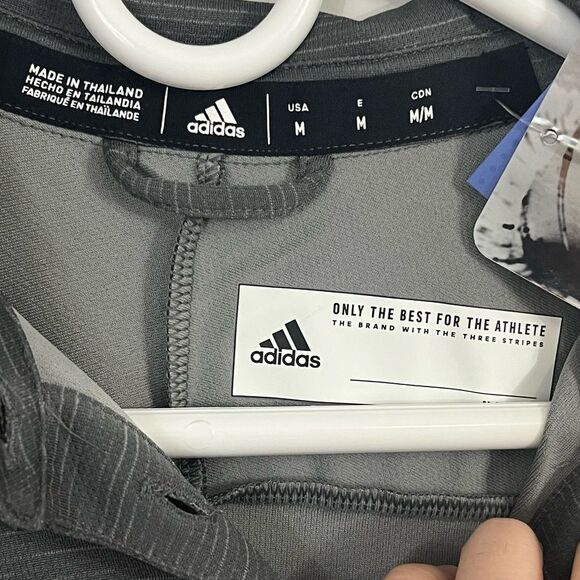 MADE IN THAILAND
HECHO EN TAILANDIA
FABRIQUÉ EN THAÏLANDE
adidas
USA
M
E
M
CDN
M/M
ONLY THE BEST FOR THE ATHLETE
THE BRAND WITH THE THREE STRIPES
adidas